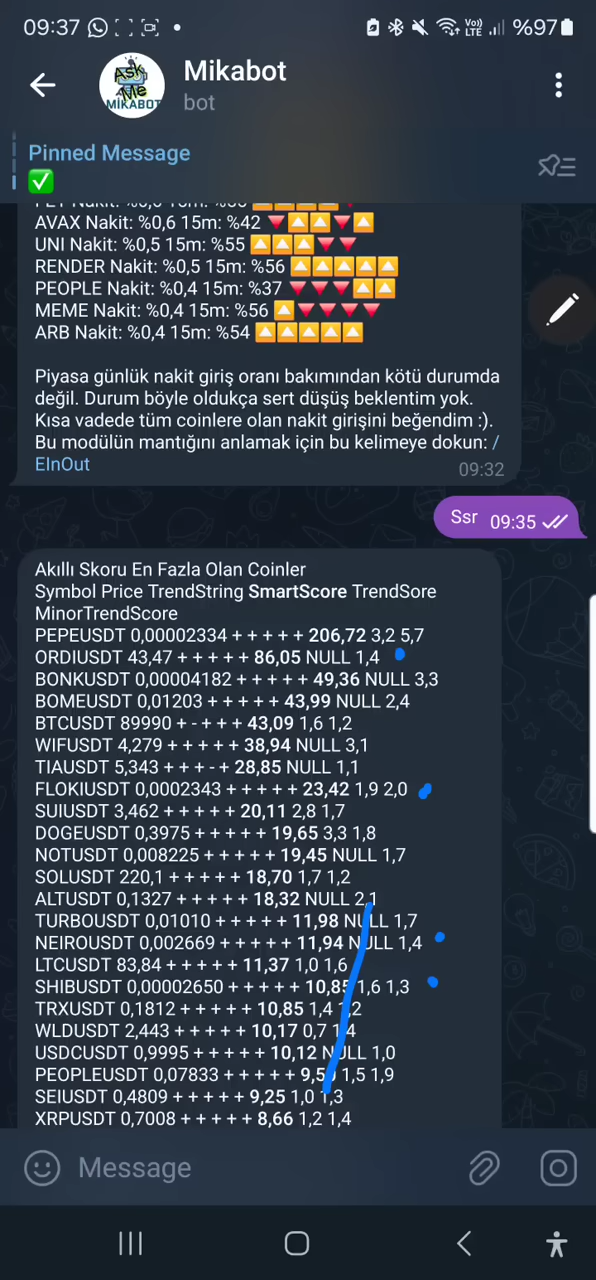 09:37
Vo)) LTE
%97
Ask Me MİKABOT
Mikabot
bot
Pinned Message
AVAX Nakit: %0,6 15m: %42
UNI Nakit: %0,5 15m: %55
RENDER Nakit: %0,5 15m: %56
PEOPLE Nakit: %0,4 15m: %37
MEME Nakit: %0,4 15m: %56
ARB Nakit: %0,4 15m: %54
Piyasa günlük nakit giriş oranı bakımından kötü durumda
değil. Durum böyle oldukça sert düşüş beklentim yok.
Kısa vadede tüm coinlere olan nakit girişini beğendim :).
Bu modülün mantığını anlamak için bu kelimeye dokun: /
EInOut
09:32
Ssr 09:35
Akıllı Skoru En Fazla Olan Coinler
Symbol Price TrendString SmartScore TrendSore
MinorTrendScore
PEPEUSDT 0,00002334 + + + + + 206,72 3,2 5,7
ORDIUSDT 43,47 + + + + + 86,05 NULL 1,4
BONKUSDT 0,00004182 + + + + + 49,36 NULL 3,3
BOMEUSDT 0,01203 + + + + + 43,99 NULL 2,4
BTCUSDT 89990 + - + + + 43,09 1,6 1,2
WIFUSDT 4,279 + + + + + 38,94 NULL 3,1
TIAUSDT 5,343 + + + - + 28,85 NULL 1,1
FLOKIUSDT 0,0002343 + + + + + 23,42 1,9 2,0
SUIUSDT 3,462 + + + + + 20,11 2,8 1,7
DOGEUSDT 0,3975 + + + + + 19,65 3,3 1,8
NOTUSDT 0,008225 + + + + + 19,45 NULL 1,7
SOLUSDT 220,1 + + + + + 18,70 1,7 1,2
ALTUSDT 0,1327 + + + + + 18,32 NULL 2,1
TURBOUSDT 0,01010 + + + + + 11,98 NULL 1,7
NEIROUSDT 0,002669 + + + + + 11,94 NULL 1,4
LTCUSDT 83,84 + + + + + 11,37 1,0 1,6
SHIBUSDT 0,00002650 + + + + + 10,85 1,6 1,3
TRXUSDT 0,1812 + + + + + 10,85 1,4 1,2
WLDUSDT 2,443 + + + + + 10,17 0,7 1,4
USDCUSDT 0,9995 + + + + + 10,12 NULL 1,0
PEOPLEUSDT 0,07833 + + + + + 1,5 1,9
SEIUSDT 0,4809 + + + + + 9,25 1,0 1,3
XRPUSDT 0,7008 + + + + + 8,66 1,2 1,4
Message